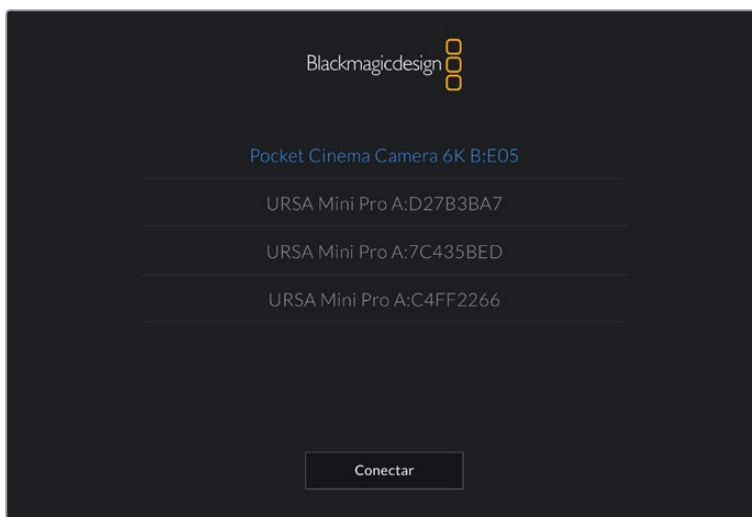 Blackmagicdesign
Pocket Cinema Camera 6K B:E05
URSA Mini Pro A:D27B3BA7
URSA Mini Pro A:7C435BED
URSA Mini Pro A:C4FF2266
Conectar